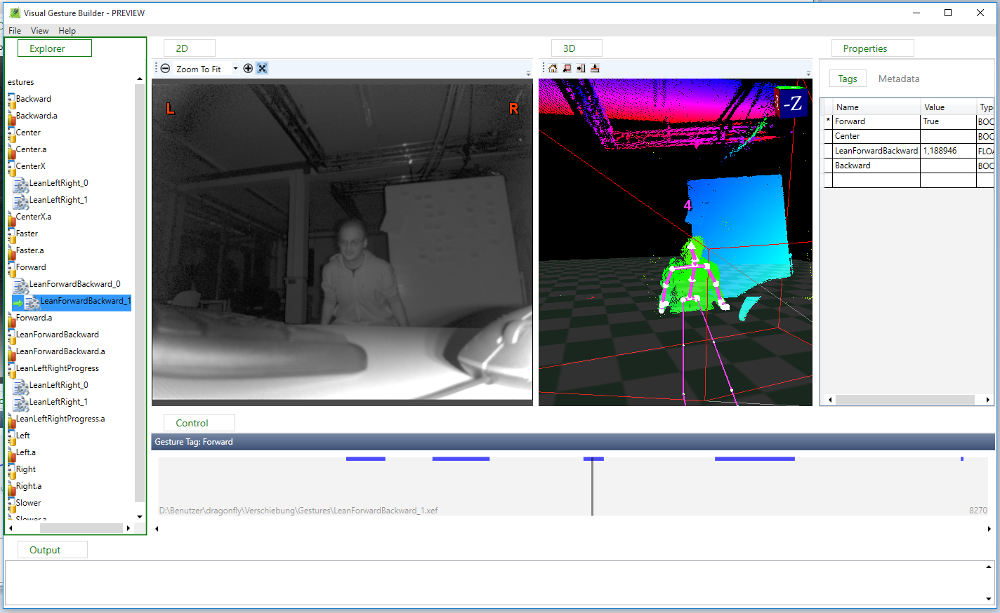 Visual Gesture Builder - PREVIEW
File View Help
Explorer
estures
Backward
Backward.a
Center
Center.a
CenterX
LeanLeftRight_0
LeanLeftRight_1
CenterX.a
Faster
Faster.a
Forward
LeanForwardBackward_0
LeanForwardBackward_1
Forward.a
LeanForwardBackward
LeanForwardBackward.a
LeanLeftRightProgress
LeanLeftRight_0
LeanLeftRight_1
LeanLeftRightProgress.a
Left
Left.a
Right
Right.a
Slower
Slower.a
2D
Zoom To Fit
L R
3D
-Z
4
Properties
Tags Metadata
Name Value Typ
* Forward True BOO
Center BOO
LeanForwardBackward 1,188946 FLOA
Backward BOO
Control
Gesture Tag: Forward
D:\Benutzer\dragonfly\Verschiebung\Gestures\LeanForwardBackward_1.xef 8270
Output